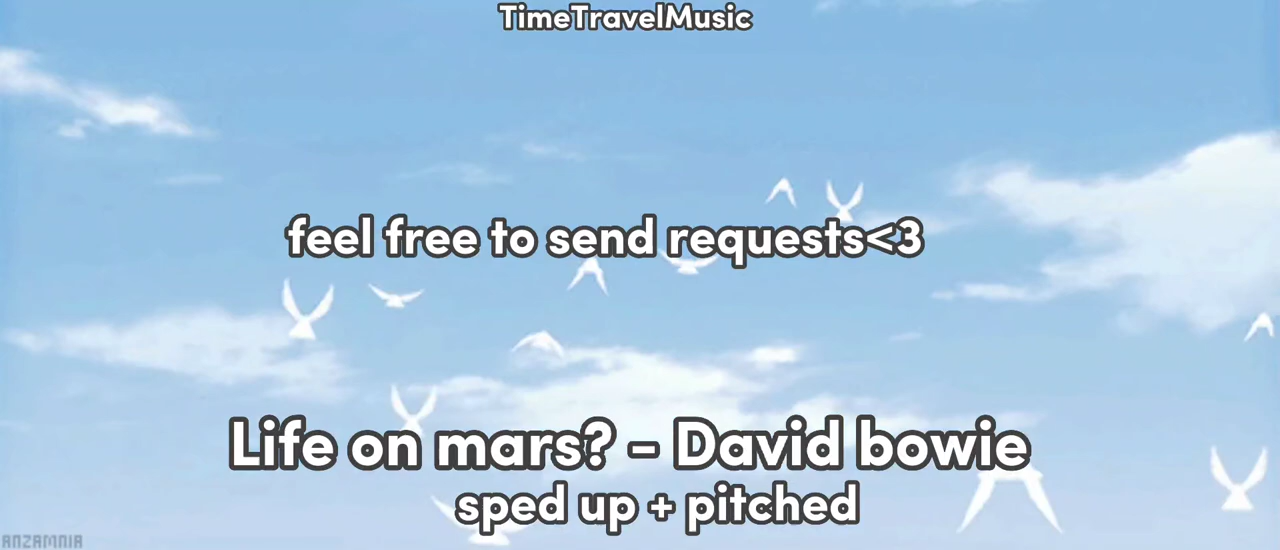 TimeTravelMusic
feel free to send requests<3
Life on mars? - David bowie
sped up + pitched
ANZAMNIA